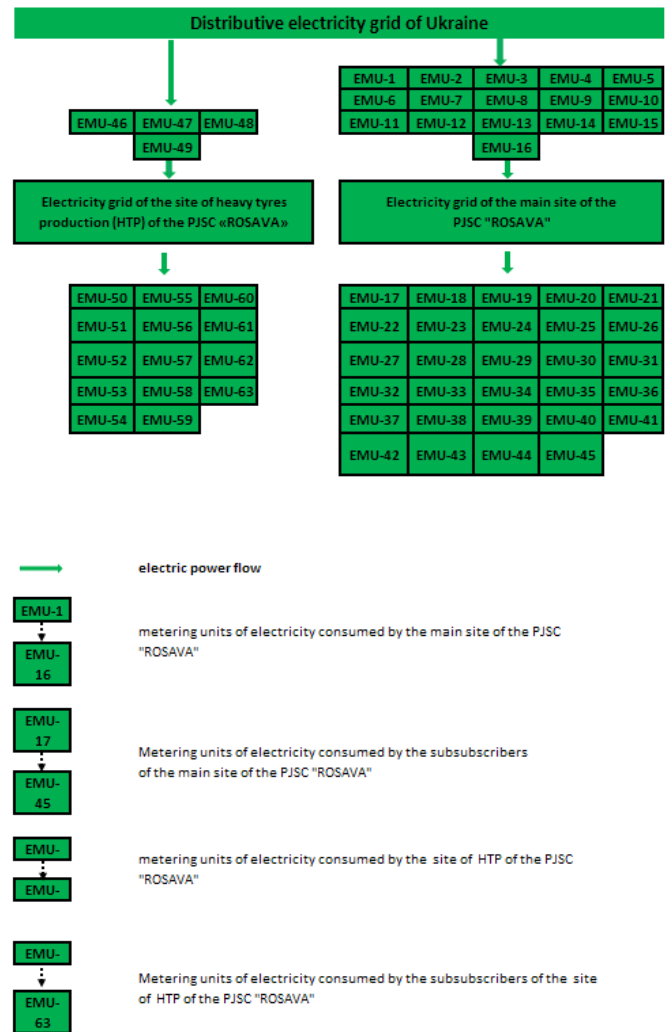 Distributive electricity grid of Ukraine
EMU-1 EMU-2 EMU-3 EMU-4 EMU-5
EMU-6 EMU-7 EMU-8 EMU-9 EMU-10
EMU-46 EMU-47 EMU-48 EMU-11 EMU-12 EMU-13 EMU-14 EMU-15
EMU-49 EMU-16
Electricity grid of the site of heavy tyres
production (HTP) of the PJSC «ROSAVA»
Electricity grid of the main site of the
PJSC "ROSAVA"
EMU-50 EMU-55 EMU-60
EMU-51 EMU-56 EMU-61
EMU-52 EMU-57 EMU-62
EMU-53 EMU-58 EMU-63
EMU-54 EMU-59
EMU-17 EMU-18 EMU-19 EMU-20 EMU-21
EMU-22 EMU-23 EMU-24 EMU-25 EMU-26
EMU-27 EMU-28 EMU-29 EMU-30 EMU-31
EMU-32 EMU-33 EMU-34 EMU-35 EMU-36
EMU-37 EMU-38 EMU-39 EMU-40 EMU-41
EMU-42 EMU-43 EMU-44 EMU-45
electric power flow
EMU-1
EMU-
16
metering units of electricity consumed by the main site of the PJSC
"ROSAVA"
EMU-
17
EMU-
45
Metering units of electricity consumed by the subsubscribers
of the main site of the PJSC "ROSAVA"
EMU-
EMU-
metering units of electricity consumed by the site of HTP of the PJSC
"ROSAVA"
EMU-
EMU-
63
Metering units of electricity consumed by the subsubscribers of the site
of HTP of the PJSC "ROSAVA"